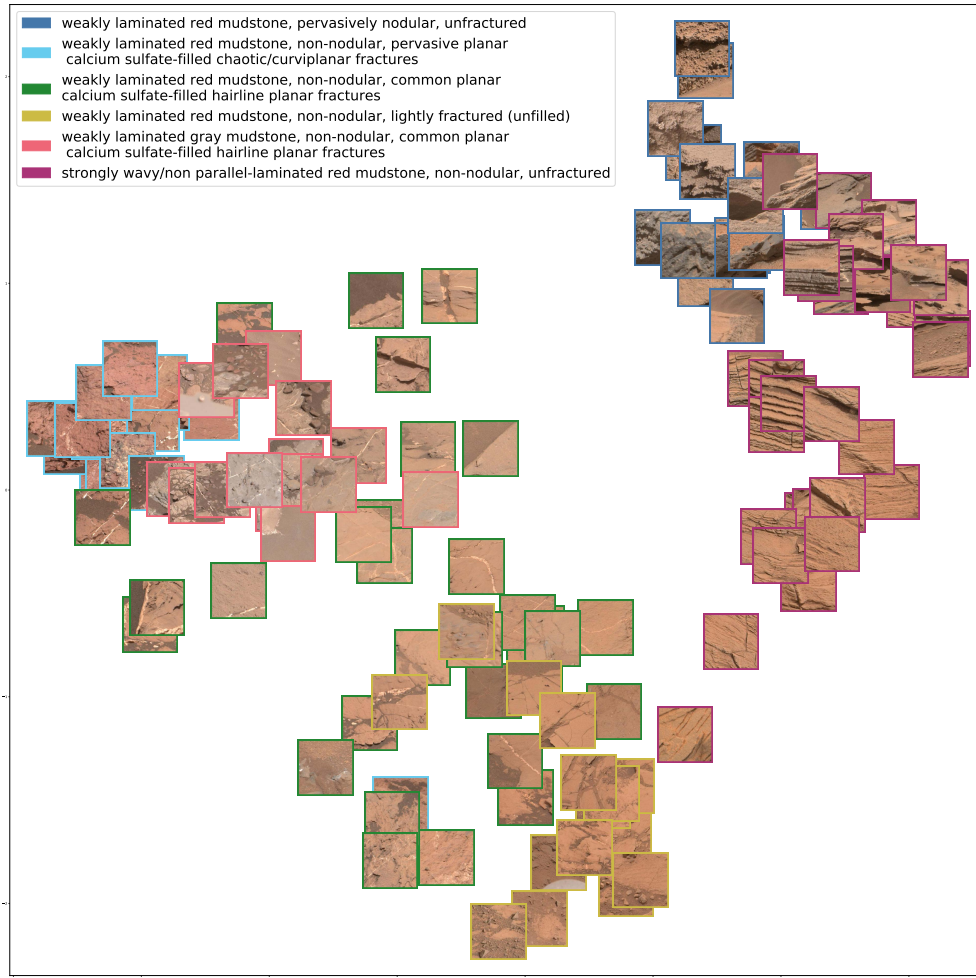 weakly laminated red mudstone, pervasively nodular, unfractured
weakly laminated red mudstone, non-nodular, pervasive planar
calcium sulfate-filled chaotic/curviplanar fractures
weakly laminated red mudstone, non-nodular, common planar
calcium sulfate-filled hairline planar fractures
weakly laminated red mudstone, non-nodular, lightly fractured (unfilled)
weakly laminated gray mudstone, non-nodular, common planar
calcium sulfate-filled hairline planar fractures
strongly wavy/non parallel-laminated red mudstone, non-nodular, unfractured